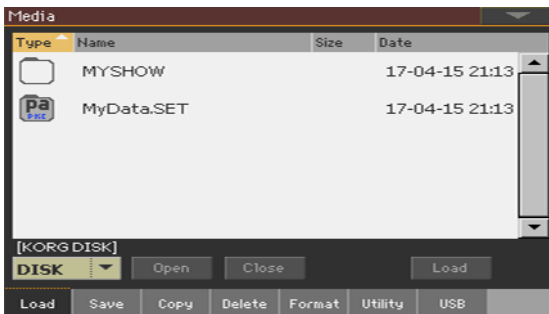 Media
Type Name Size Date
MYSHOW 17-04-15 21:13
pa
PKG
MyData.SET 17-04-15 21:13
[KORG DISK]
DISK Open Close Load
Load Save Copy Delete Format Utility USB